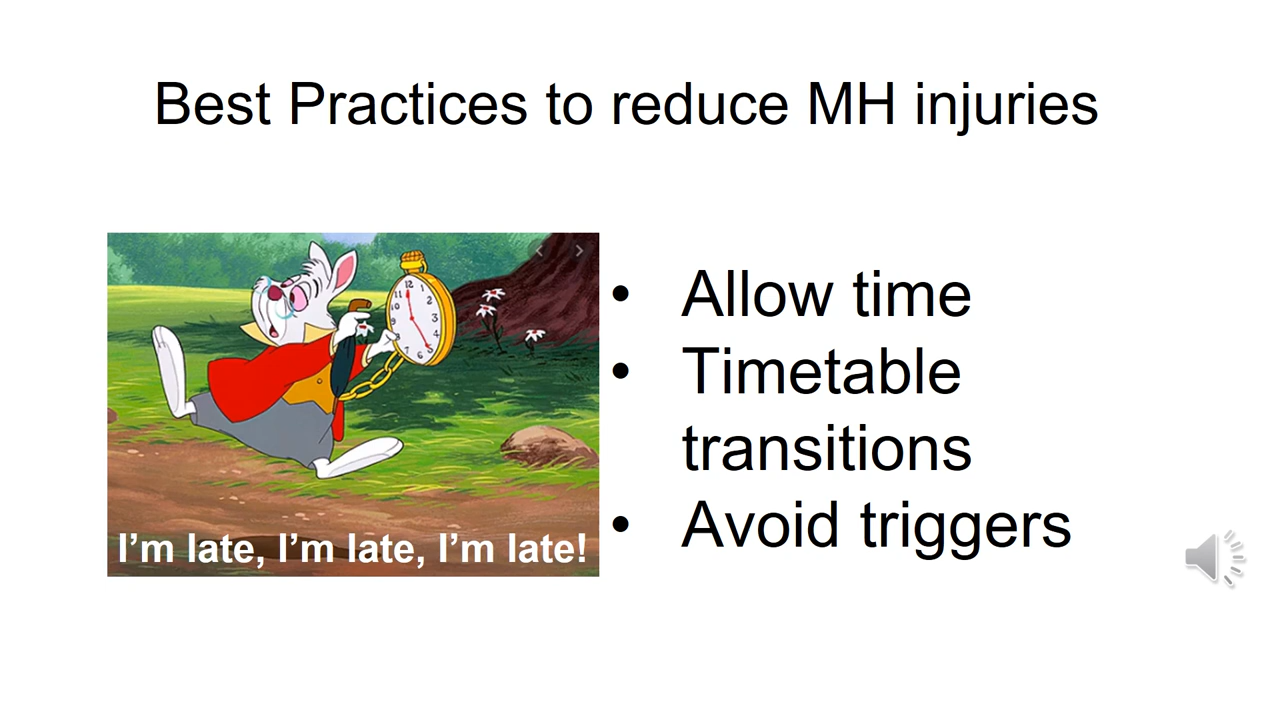 Best Practices to reduce MH injuries
I’m late, I’m late, I’m late!
• Allow time
• Timetable
transitions
• Avoid triggers